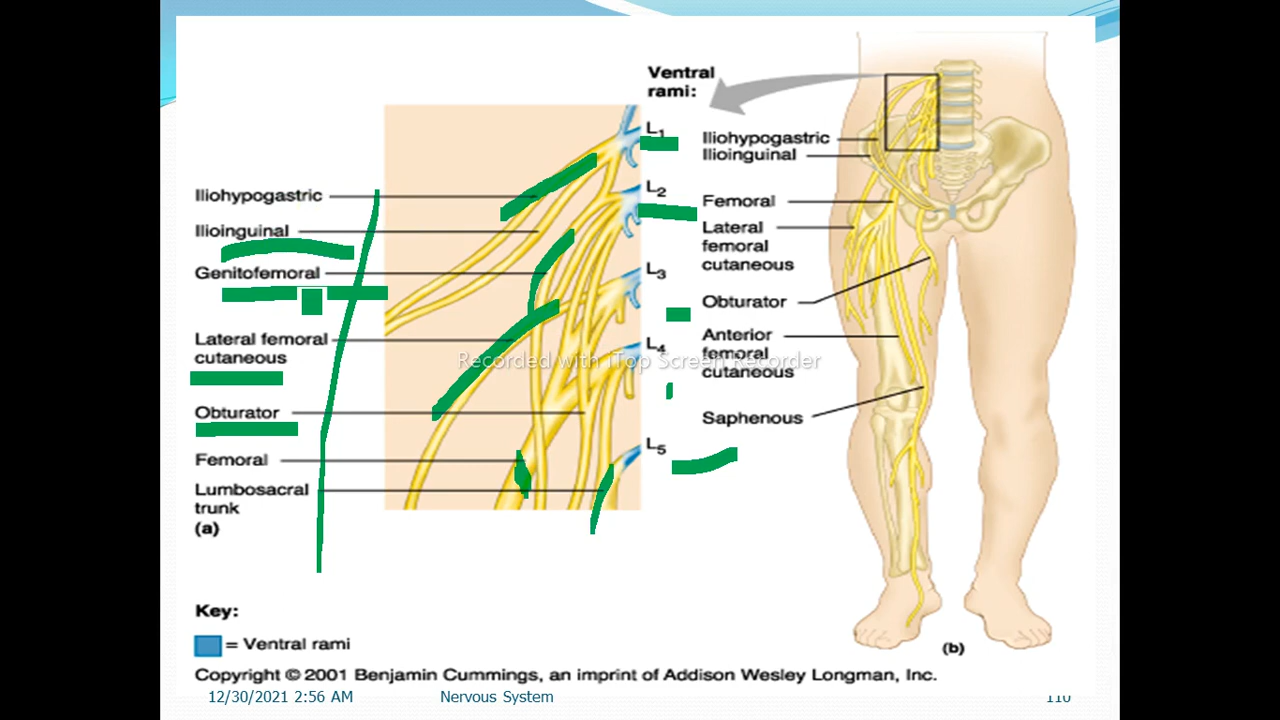 Ventral
rami:
L1
L2
L3
L4
L5
Iliohypogastric
Ilioinguinal
Genitofemoral
Lateral femoral
cutaneous
Obturator
Femoral
Lumbosacral
trunk
(a)
Iliohypogastric
Ilioinguinal
Femoral
Lateral
femoral
cutaneous
Obturator
Anterior
femoral
cutaneous
Saphenous
(b)
Recorded with iTop Screen Recorder
Key:
= Ventral rami
Copyright © 2001 Benjamin Cummings, an imprint of Addison Wesley Longman, Inc.
12/30/2021 2:56 AM Nervous System 110